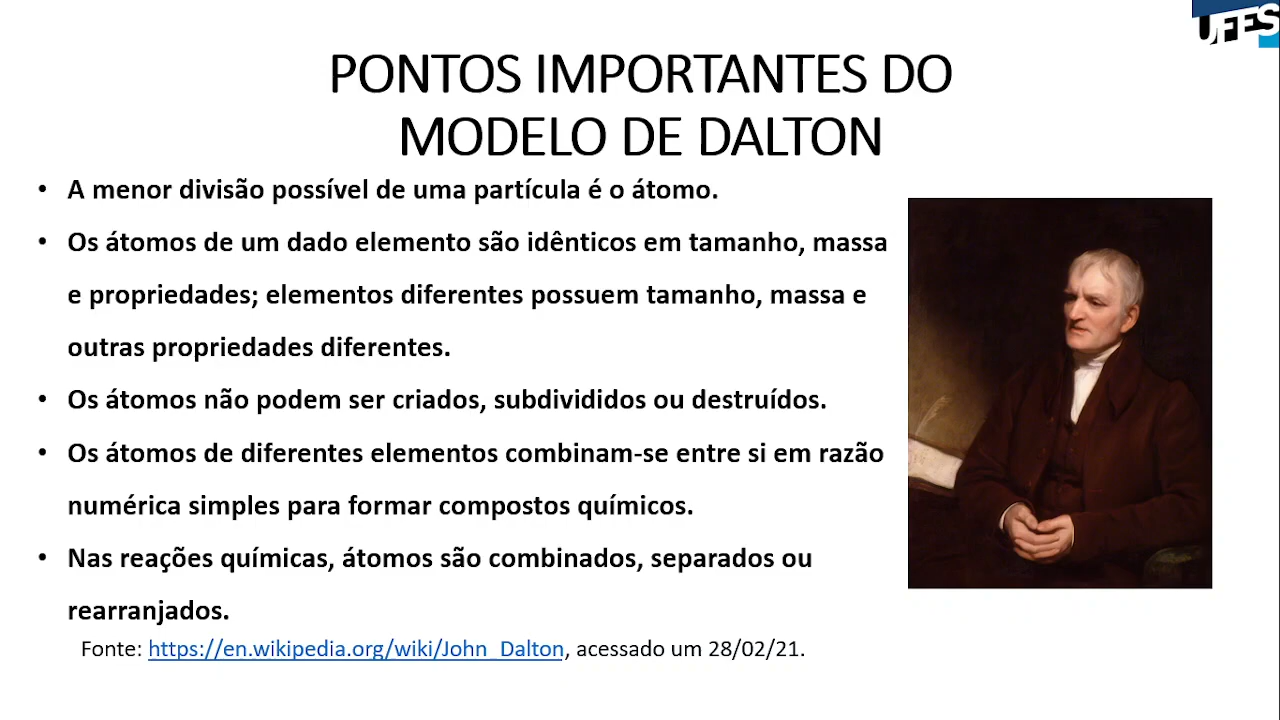 UFES
PONTOS IMPORTANTES DO
MODELO DE DALTON
• A menor divisão possível de uma partícula é o átomo.
• Os átomos de um dado elemento são idênticos em tamanho, massa
e propriedades; elementos diferentes possuem tamanho, massa e
outras propriedades diferentes.
• Os átomos não podem ser criados, subdivididos ou destruídos.
• Os átomos de diferentes elementos combinam-se entre si em razão
numérica simples para formar compostos químicos.
• Nas reações químicas, átomos são combinados, separados ou
rearranjados.
Fonte: https://en.wikipedia.org/wiki/John_Dalton, acessado um 28/02/21.